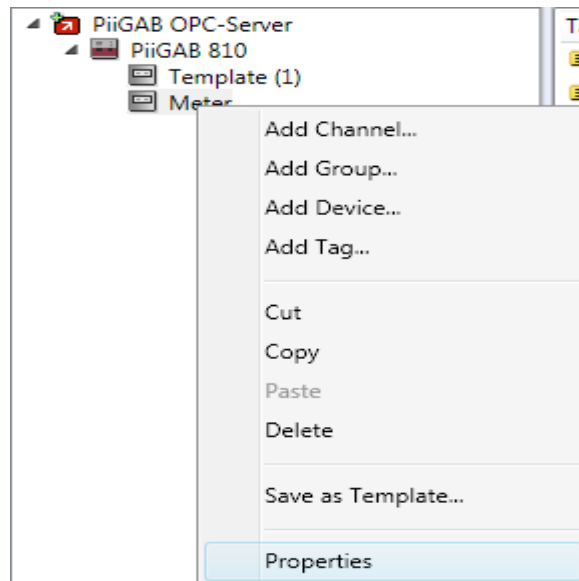 PiiGAB OPC-Server
PiiGAB 810
Template (1)
Meter
Add Channel...
Add Group...
Add Device...
Add Tag...
Cut
Copy
Paste
Delete
Save as Template...
Properties